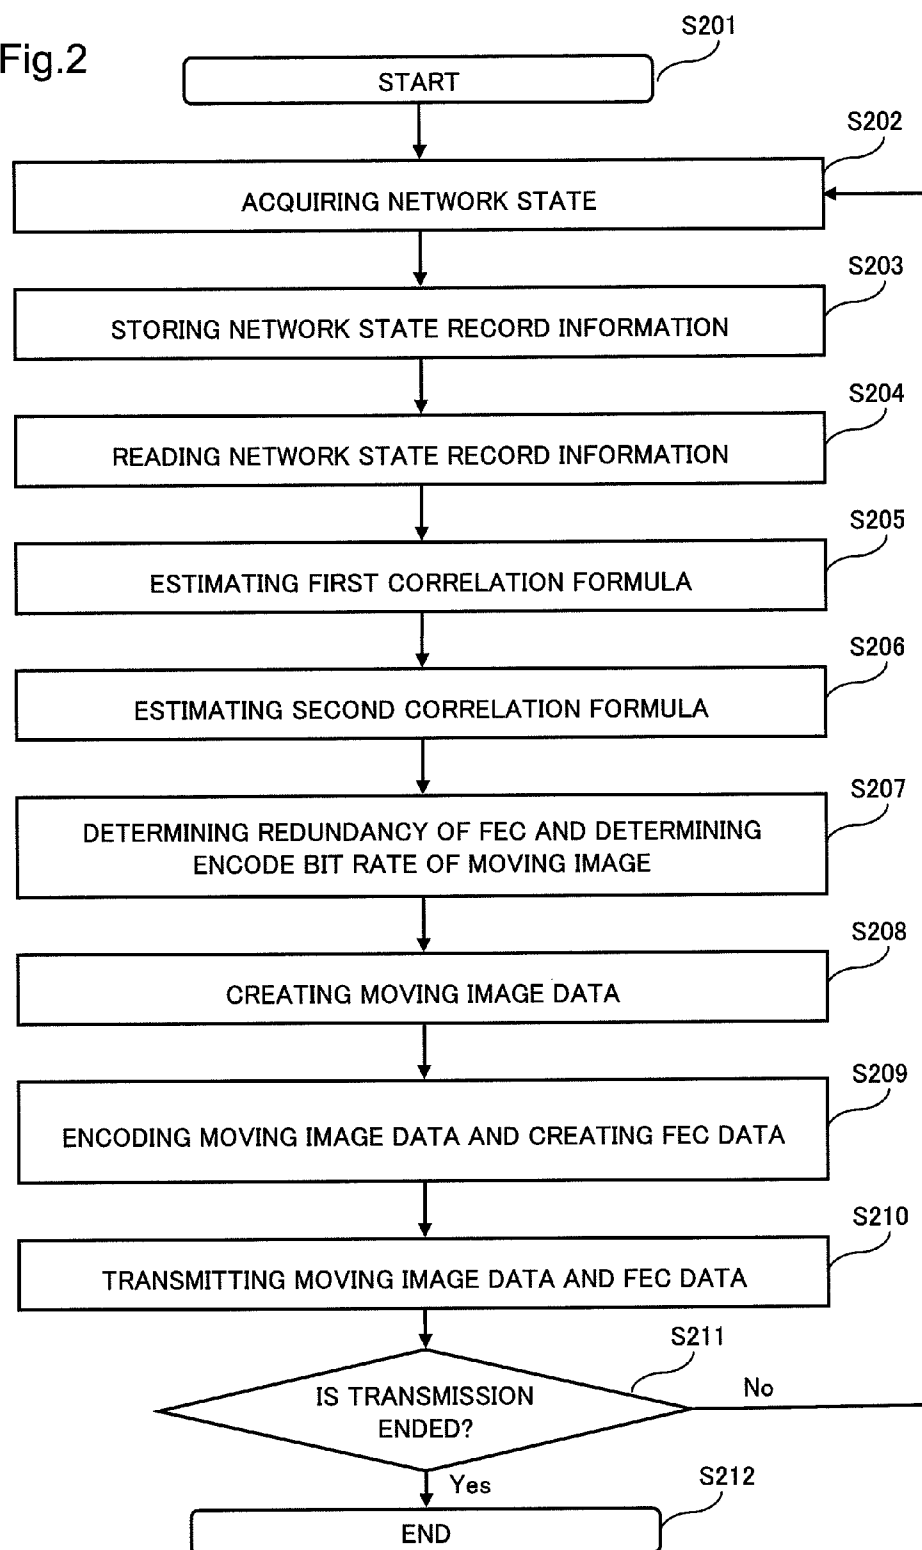 Fig.2
S201
START
S202
ACQUIRING NETWORK STATE
S203
STORING NETWORK STATE RECORD INFORMATION
S204
READING NETWORK STATE RECORD INFORMATION
S205
ESTIMATING FIRST CORRELATION FORMULA
S206
ESTIMATING SECOND CORRELATION FORMULA
S207
DETERMINING REDUNDANCY OF FEC AND DETERMINING
ENCODE BIT RATE OF MOVING IMAGE
S208
CREATING MOVING IMAGE DATA
S209
ENCODING MOVING IMAGE DATA AND CREATING FEC DATA
S210
TRANSMITTING MOVING IMAGE DATA AND FEC DATA
S211
IS TRANSMISSION
ENDED?
No
Yes
S212
END